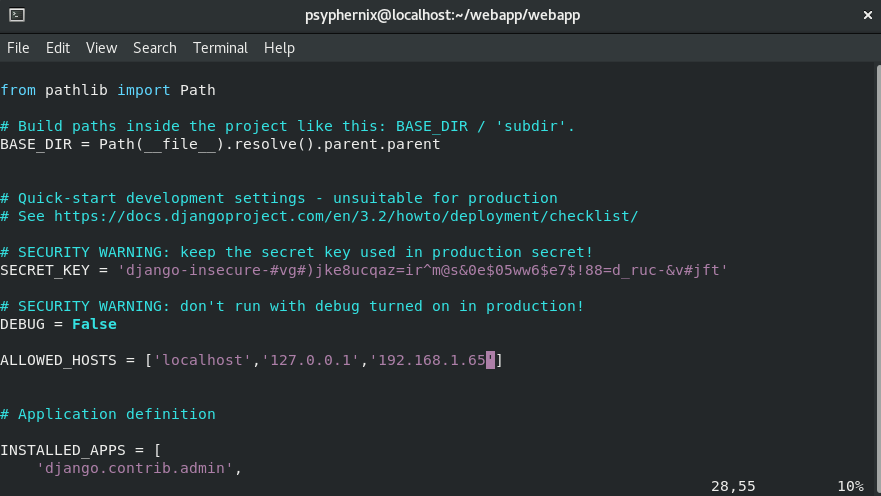 psyphernix@localhost:~/webapp/webapp
File Edit View Search Terminal Help
from pathlib import Path
# Build paths inside the project like this: BASE_DIR / 'subdir'.
BASE_DIR = Path(__file__).resolve().parent.parent
# Quick-start development settings - unsuitable for production
# See https://docs.djangoproject.com/en/3.2/howto/deployment/checklist/
# SECURITY WARNING: keep the secret key used in production secret!
SECRET_KEY = 'django-insecure-#vg#)jke8ucqaz=ir^m@s&0e$05ww6$e7$!88=d_ruc-&v#jft'
# SECURITY WARNING: don't run with debug turned on in production!
DEBUG = False
ALLOWED_HOSTS = ['localhost','127.0.0.1','192.168.1.65']
# Application definition
INSTALLED_APPS = [
    'django.contrib.admin',
28,55 10%